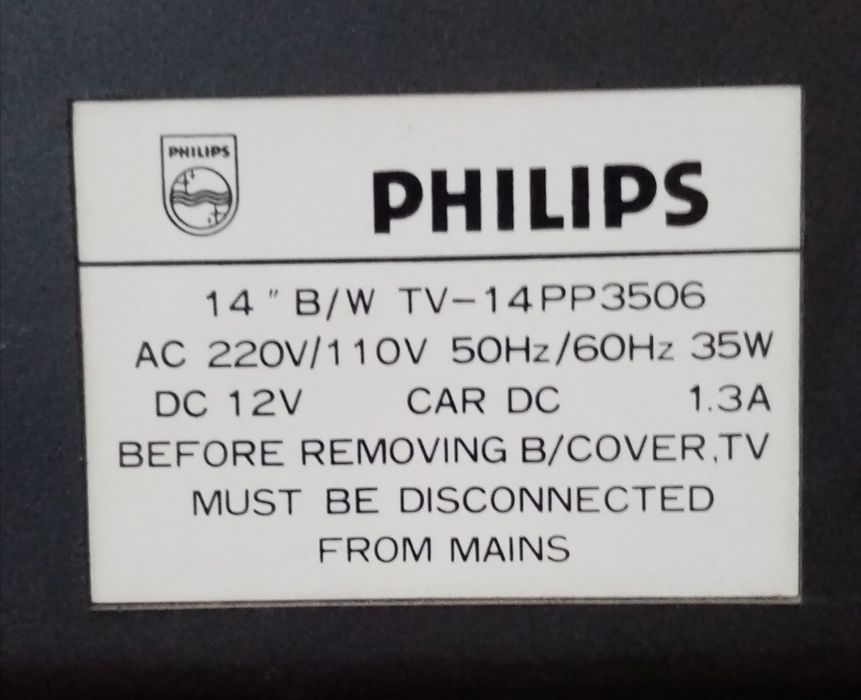 PHILIPS
PHILIPS
14" B/W TV-14PP3506
AC 220V/110V 50Hz/60Hz 35W
DC 12V CAR DC 1.3A
BEFORE REMOVING B/COVER,TV
MUST BE DISCONNECTED
FROM MAINS